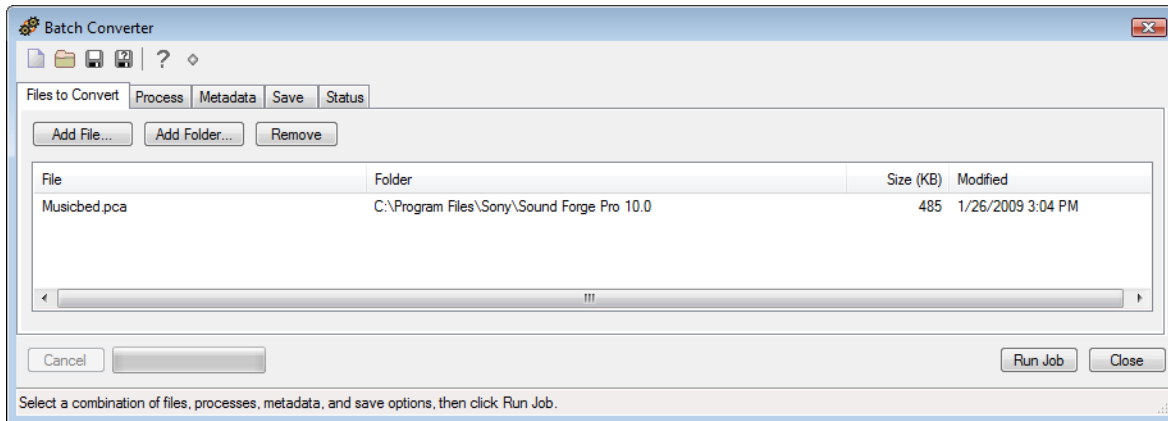 Batch Converter
?
Files to Convert Process Metadata Save Status
Add File... Add Folder... Remove
File Folder Size (KB) Modified
Musicbed.pca C:\Program Files\Sony\Sound Forge Pro 10.0 485 1/26/2009 3:04 PM
Cancel Run Job Close
Select a combination of files, processes, metadata, and save options, then click Run Job.